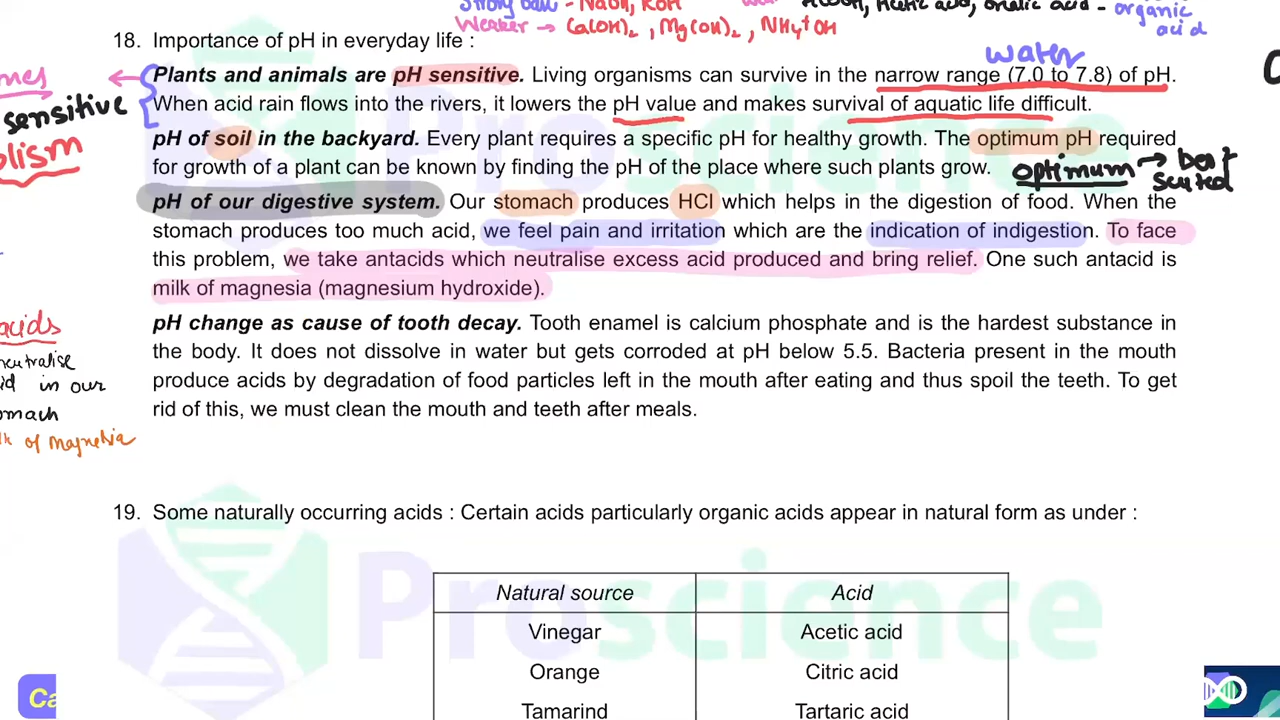 Strong base - NaOH, KOH
Weaker → Ca(OH)2, Mg(OH)2, NH4+OH
oxalic acid - organic
acid
18. Importance of pH in everyday life :
water
Plants and animals are pH sensitive. Living organisms can survive in the narrow range (7.0 to 7.8) of pH.
sensitive
When acid rain flows into the rivers, it lowers the pH value and makes survival of aquatic life difficult.
pH of soil in the backyard. Every plant requires a specific pH for healthy growth. The optimum pH required
for growth of a plant can be known by finding the pH of the place where such plants grow.
optimum → best
suited
pH of our digestive system. Our stomach produces HCl which helps in the digestion of food. When the
stomach produces too much acid, we feel pain and irritation which are the indication of indigestion. To face
this problem, we take antacids which neutralise excess acid produced and bring relief. One such antacid is
milk of magnesia (magnesium hydroxide).
pH change as cause of tooth decay. Tooth enamel is calcium phosphate and is the hardest substance in
the body. It does not dissolve in water but gets corroded at pH below 5.5. Bacteria present in the mouth
produce acids by degradation of food particles left in the mouth after eating and thus spoil the teeth. To get
rid of this, we must clean the mouth and teeth after meals.
acids
in our
of magnesia
19. Some naturally occurring acids : Certain acids particularly organic acids appear in natural form as under :
Natural source Acid
Vinegar Acetic acid
Orange Citric acid
Tamarind Tartaric acid
Proscience
Proscience
Ca